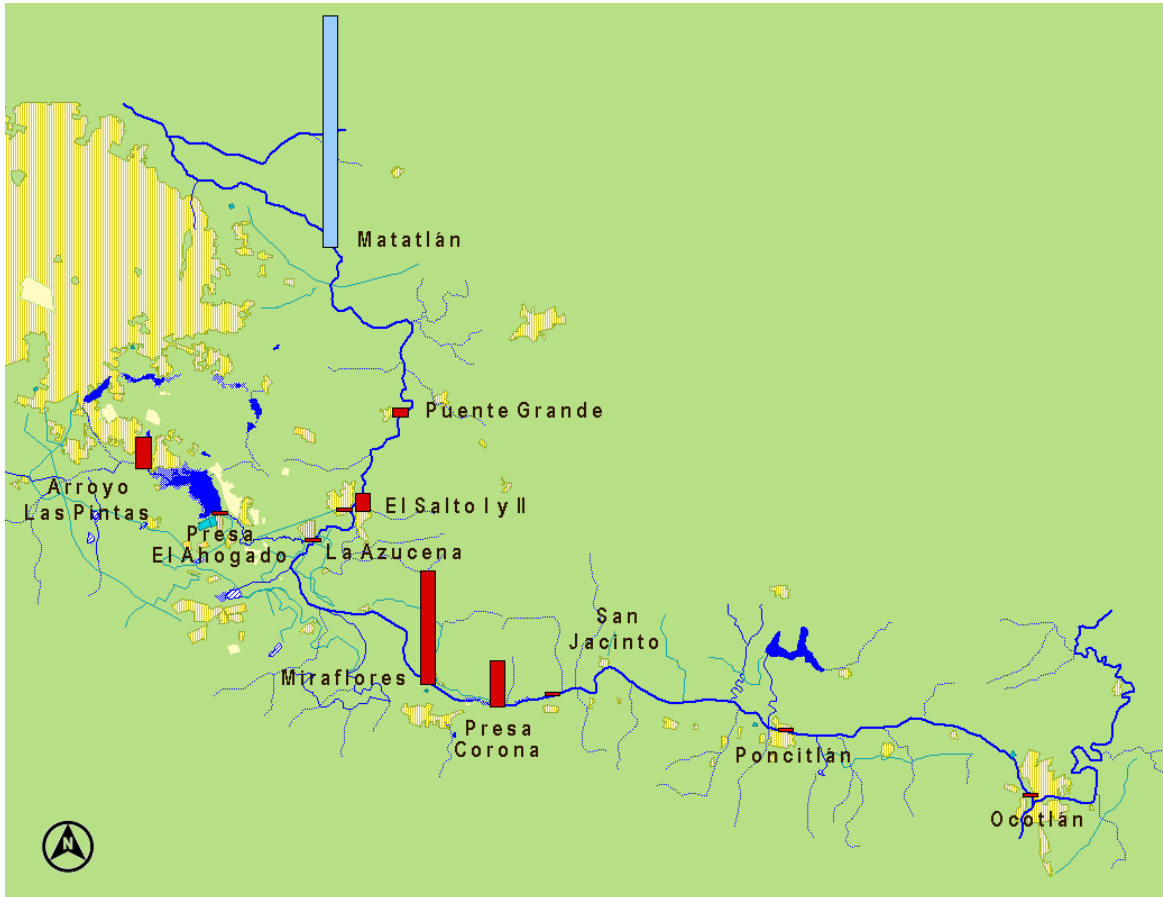 Matatlán
Puente Grande
Arroyo
Las Pintas
El Salto I y II
Presa
El Ahogado
La Azucena
San
Jacinto
Miraflores
Presa
Corona
Poncitlán
Ocotlán
N